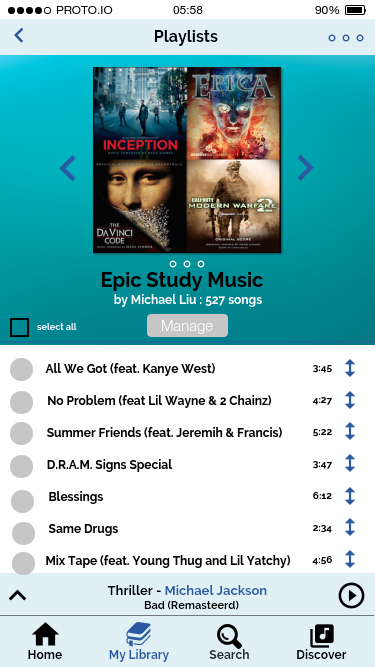 PROTO.IO 05:58 90%
Playlists
INCEPTION
EPICA
THE
DA VINCI
CODE
CALL OF DUTY
MODERN WARFARE 2
ORIGINAL SCORE
Epic Study Music
by Michael Liu : 527 songs
select all
Manage
All We Got (feat. Kanye West) 3:45
No Problem (feat Lil Wayne & 2 Chainz) 4:27
Summer Friends (feat. Jeremih & Francis) 5:22
D.R.A.M. Signs Special 3:47
Blessings 6:12
Same Drugs 2:34
Mix Tape (feat. Young Thug and Lil Yatchy) 4:56
Thriller - Michael Jackson
Bad (Remasteerd)
Home My Library Search Discover